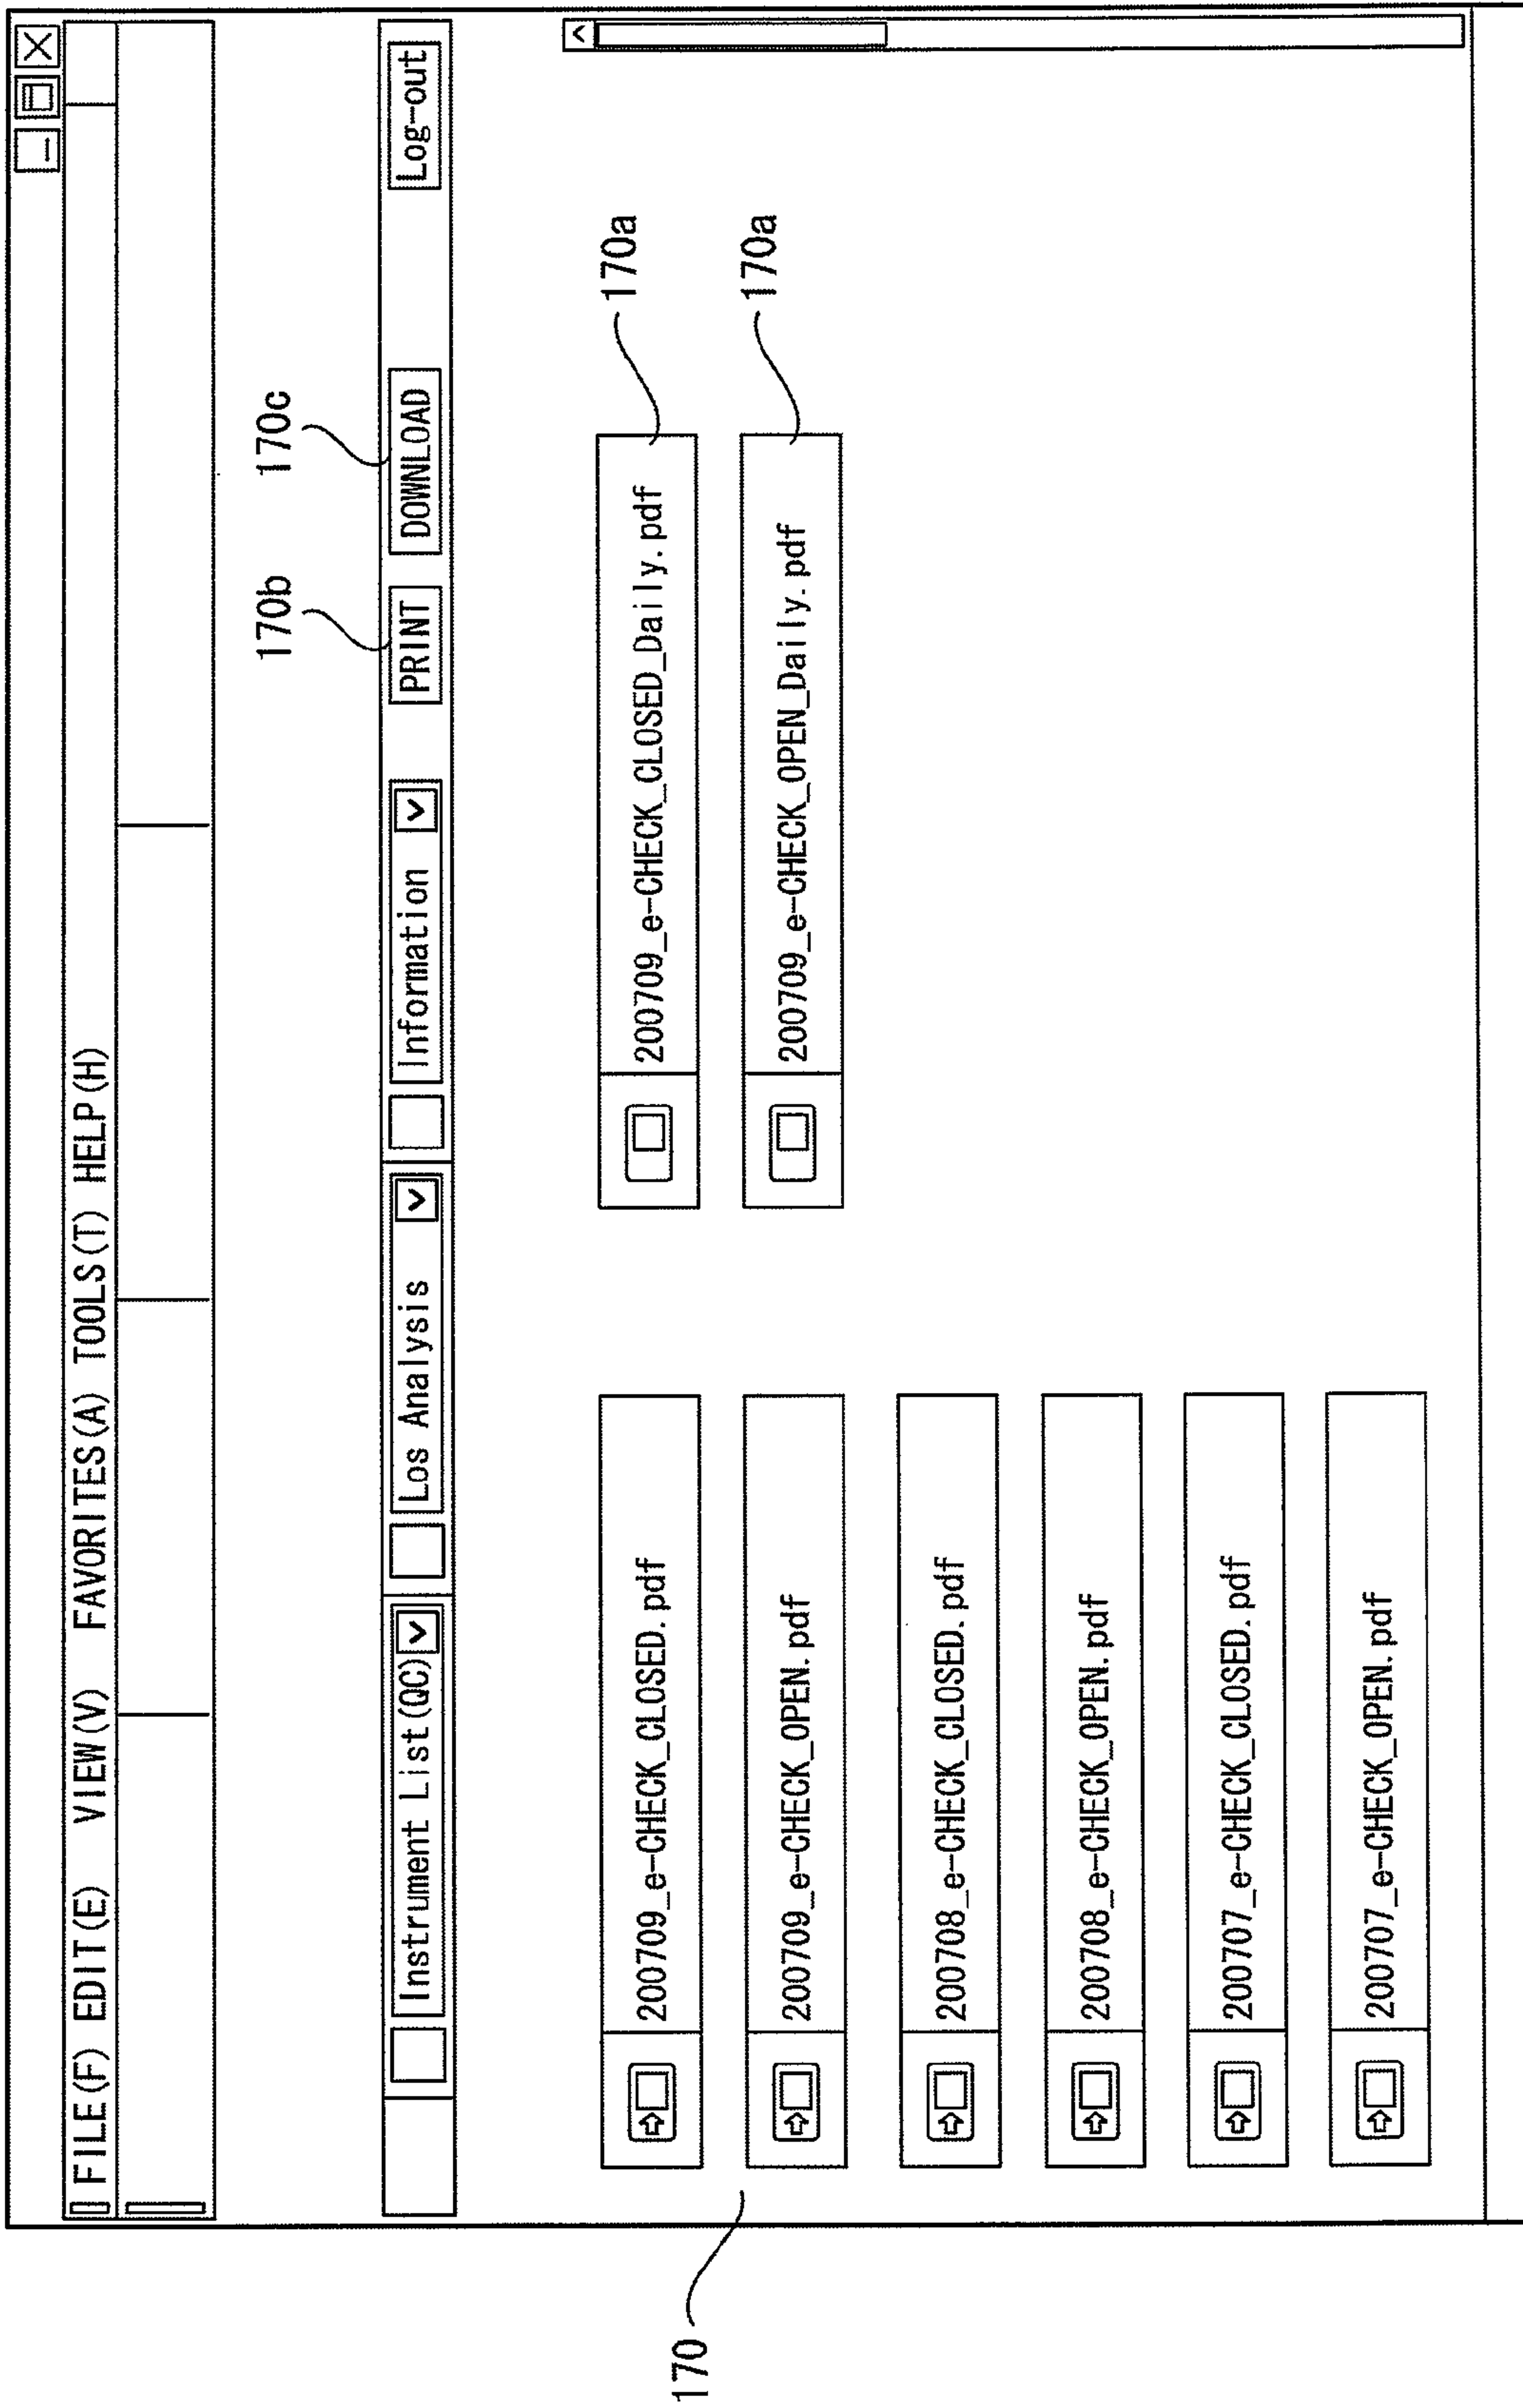 FILE(F) EDIT(E) VIEW(V) FAVORITES(A) TOOLS(T) HELP(H)
170b 170c
Instrument List(QC) Los Analysis Information PRINT DOWNLOAD Log-out
200709_e-CHECK_CLOSED.pdf 200709_e-CHECK_CLOSED_Daily.pdf 170a
170
200709_e-CHECK_OPEN.pdf 200709_e-CHECK_OPEN_Daily.pdf 170a
200708_e-CHECK_CLOSED.pdf
200708_e-CHECK_OPEN.pdf
200707_e-CHECK_CLOSED.pdf
200707_e-CHECK_OPEN.pdf